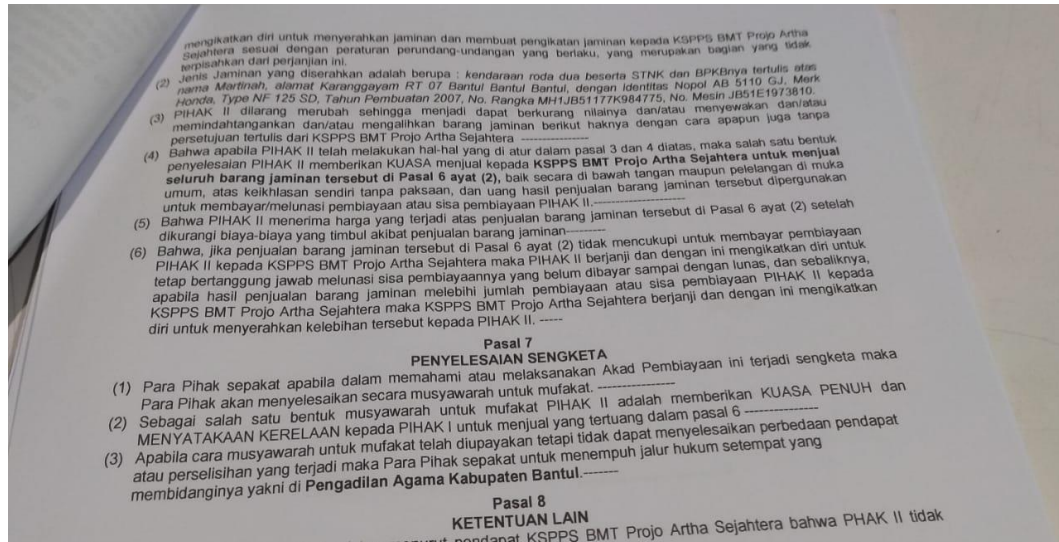 mengikatkan diri untuk menyerahkan jaminan dan membuat pengikatan jaminan kepada KSPPS BMT Projo Artha
Sejahtera sesuai dengan peraturan perundang-undangan yang berlaku, yang merupakan bagian yang tidak
terpisahkan dari perjanjian ini.
(2) Jenis Jaminan yang diserahkan adalah berupa : kendaraan roda dua beserta STNK dan BPKBnya tertulis atas
nama Martinah, alamat Karanggayam RT 07 Bantul Bantul Bantul, dengan Identitas Nopol AB 5110 GJ, Merk
Honda, Type NF 125 SD, Tahun Pembuatan 2007, No. Rangka MH1JB51177K984775, No. Mesin JB51E1973810.
(3) PIHAK II dilarang merubah sehingga menjadi dapat berkurang nilainya dan/atau menyewakan dan/atau
memindahtangankan dan/atau mengalihkan barang jaminan berikut haknya dengan cara apapun juga tanpa
persetujuan tertulis dari KSPPS BMT Projo Artha Sejahtera ----------------
(4) Bahwa apabila PIHAK II telah melakukan hal-hal yang di atur dalam pasal 3 dan 4 diatas, maka salah satu bentuk
penyelesaian PIHAK II memberikan KUASA menjual kepada KSPPS BMT Projo Artha Sejahtera untuk menjual
seluruh barang jaminan tersebut di Pasal 6 ayat (2), baik secara di bawah tangan maupun pelelangan di muka
umum, atas keikhlasan sendiri tanpa paksaan, dan uang hasil penjualan barang jaminan tersebut dipergunakan
untuk membayar/melunasi pembiayaan atau sisa pembiayaan PIHAK II.---------------------
(5) Bahwa PIHAK II menerima harga yang terjadi atas penjualan barang jaminan tersebut di Pasal 6 ayat (2) setelah
dikurangi biaya-biaya yang timbul akibat penjualan barang jaminan---------
(6) Bahwa, jika penjualan barang jaminan tersebut di Pasal 6 ayat (2) tidak mencukupi untuk membayar pembiayaan
PIHAK II kepada KSPPS BMT Projo Artha Sejahtera maka PIHAK II berjanji dan dengan ini mengikatkan diri untuk
tetap bertanggung jawab melunasi sisa pembiayaannya yang belum dibayar sampai dengan lunas, dan sebaliknya,
apabila hasil penjualan barang jaminan melebihi jumlah pembiayaan atau sisa pembiayaan PIHAK II kepada
KSPPS BMT Projo Artha Sejahtera maka KSPPS BMT Projo Artha Sejahtera berjanji dan dengan ini mengikatkan
diri untuk menyerahkan kelebihan tersebut kepada PIHAK II. -----
Pasal 7
PENYELESAIAN SENGKETA
(1) Para Pihak sepakat apabila dalam memahami atau melaksanakan Akad Pembiayaan ini terjadi sengketa maka
Para Pihak akan menyelesaikan secara musyawarah untuk mufakat. ----------------
(2) Sebagai salah satu bentuk musyawarah untuk mufakat PIHAK II adalah memberikan KUASA PENUH dan
MENYATAKAAN KERELAAN kepada PIHAK I untuk menjual yang tertuang dalam pasal 6 ---------------
(3) Apabila cara musyawarah untuk mufakat telah diupayakan tetapi tidak dapat menyelesaikan perbedaan pendapat
atau perselisihan yang terjadi maka Para Pihak sepakat untuk menempuh jalur hukum setempat yang
membidanginya yakni di Pengadilan Agama Kabupaten Bantul.-------
Pasal 8
KETENTUAN LAIN
pendapat KSPPS BMT Projo Artha Sejahtera bahwa PHAK II tidak